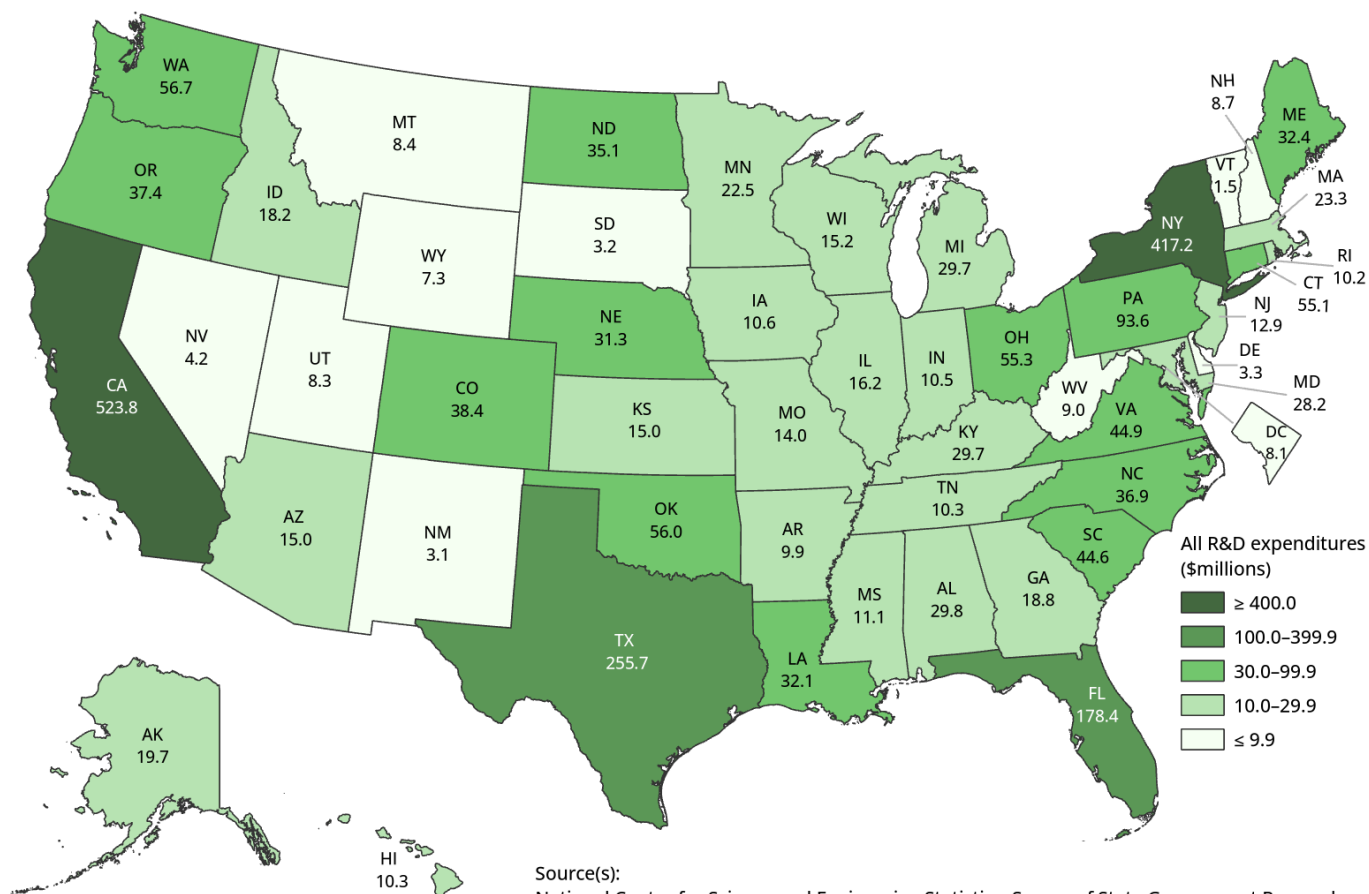 WA
56.7
OR
37.4
CA
523.8
ID
18.2
NV
4.2
MT
8.4
WY
7.3
UT
8.3
AZ
15.0
CO
38.4
NM
3.1
ND
35.1
SD
3.2
NE
31.3
KS
15.0
OK
56.0
TX
255.7
MN
22.5
IA
10.6
MO
14.0
AR
9.9
LA
32.1
WI
15.2
IL
16.2
MI
29.7
IN
10.5
OH
55.3
KY
29.7
TN
10.3
MS
11.1
AL
29.8
GA
18.8
FL
178.4
SC
44.6
NC
36.9
VA
44.9
WV
9.0
PA
93.6
NY
417.2
VT
1.5
NH
8.7
ME
32.4
MA
23.3
RI
10.2
CT
55.1
NJ
12.9
DE
3.3
MD
28.2
DC
8.1
AK
19.7
HI
10.3
All R&D expenditures
($millions)
≥ 400.0
100.0–399.9
30.0–99.9
10.0–29.9
≤ 9.9
Source(s):